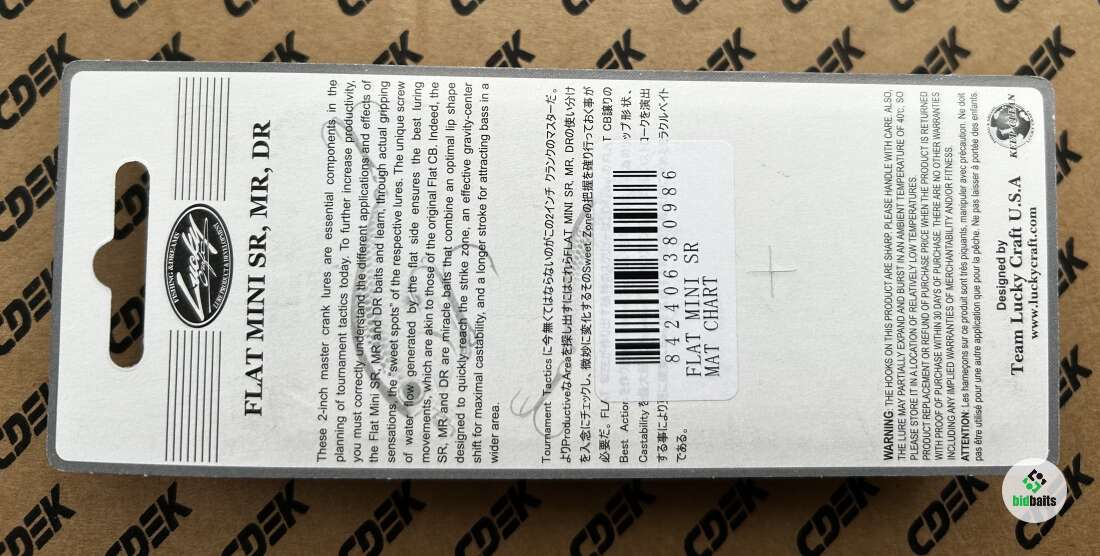 FISHING & DREAMS
Lucky
Craft
FLAT MINI SR, MR, DR
These 2-inch master crank lures are essential components, in the
planning of tournament tactics today. To further increase productivity,
you must correctly understand the different applications and effects of
the Flat Mini SR, MR and DR baits and learn, through actual gripping
sensations, the "sweet spots" of the respective lures. The unique screw
of water flow generated by the flat side ensures the best luring
movements, which are akin to those of the original Flat CB. Indeed, the
SR, MR and DR are miracle baits that combine an optimal lip shape
designed to quickly reach the strike zone, an effective gravity-center
shift for maximal castability, and a longer stroke for attracting bass in a
wider area.
Tournament Tactics に今無くてはならないのがこの2インチ クランクのマスターだ。
よりProductiveなAreaを探し出すにはこれらFLAT MINI SR, MR, DRの使い分け
を入念にチェックし、微妙に変化するそのSweet Zoneの把握を確り行っておく事が
必要だ。FL T CB譲りの
Best Action ップ形状、
Castability を ロークを演出
する事により ラクルベイト
である。
8 42406380986
FLAT MINI SR
MAT CHART
WARNING: THE HOOKS ON THIS PRODUCT ARE SHARP. PLEASE HANDLE WITH CARE. ALSO,
THE LURE MAY PARTIALLY EXPAND AND BURST IN AN AMBIENT TEMPERATURE OF 40℃, SO
PLEASE STORE IT IN A LOCATION OF RELATIVELY LOW TEMPERATURES.
PRODUCT REPLACEMENT OR REFUND OF PURCHASE PRICE WHEN THE PRODUCT IS RETURNED
WITH PROOF OF PURCHASE WITHIN 30 DAYS OF PURCHASE. THERE ARE NO OTHER WARRANTIES
INCLUDING ANY IMPLIED WARRANTIES OF MERCHANTABILITY AND/OR FITNESS.
ATTENTION: Les hameçons sur ce produit sont très piquants, manipuler avec précaution. Ne doit
pas être utilisé pour une autre application que pour la pêche. Ne pas laisser à portée des enfants.
Designed by
Team Lucky Craft U.S.A
www.luckycraft.com
CDEK
bidbaits